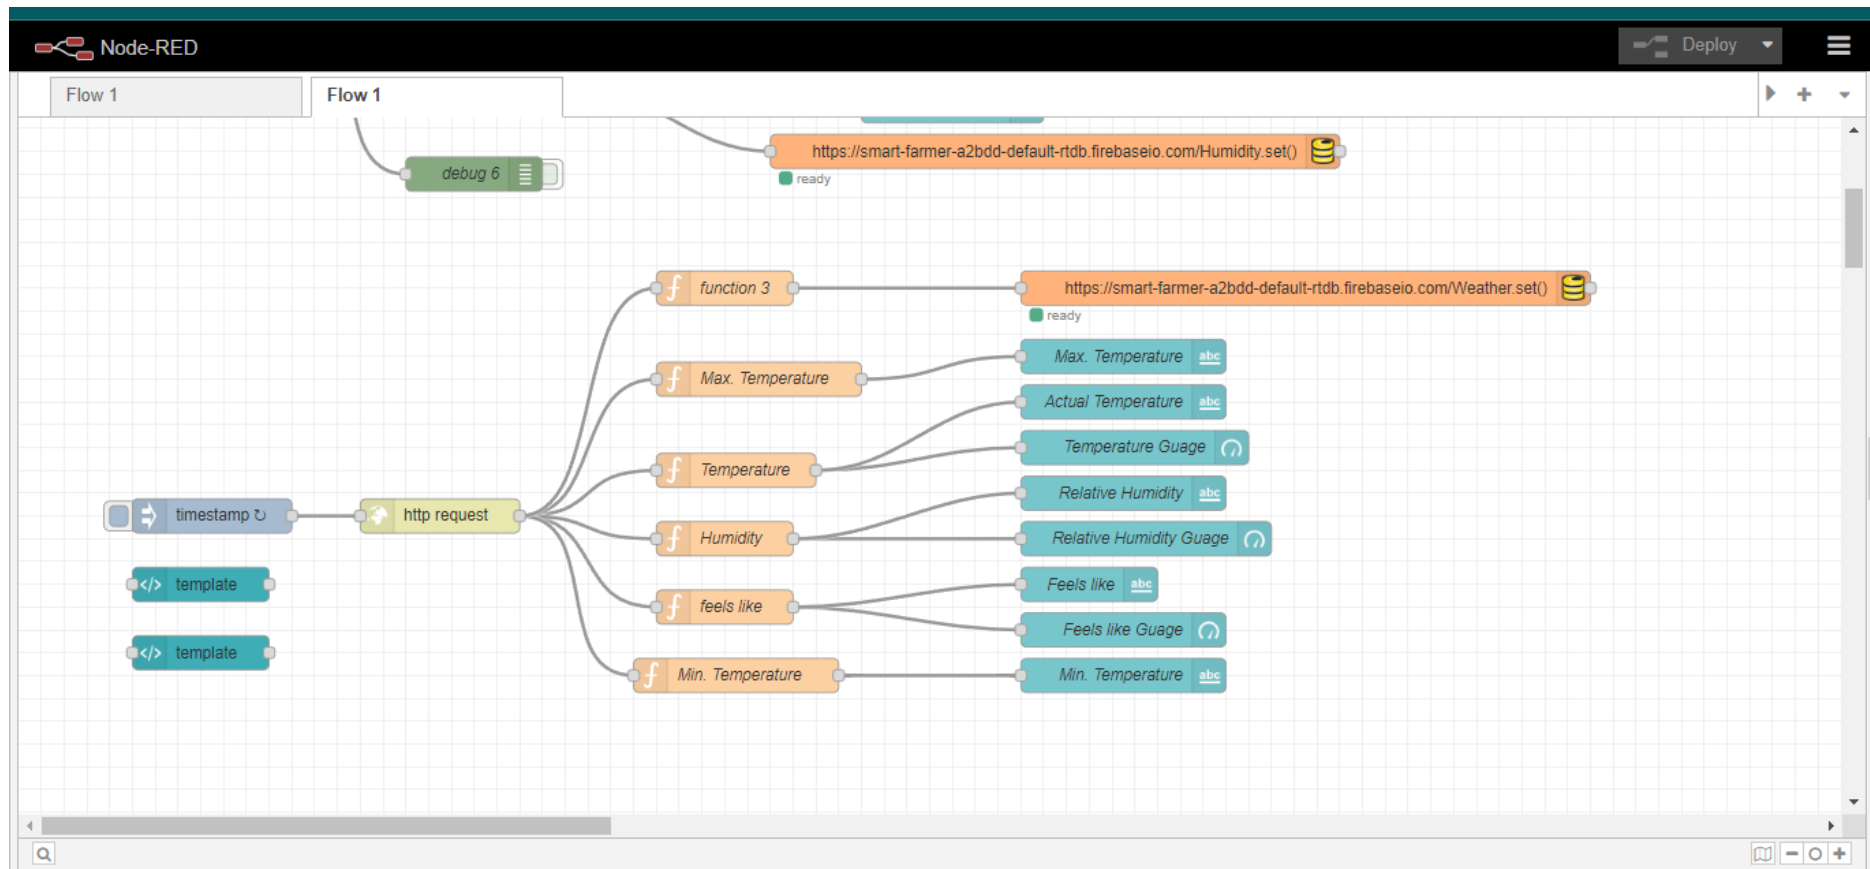 Node-RED
Deploy
Flow 1
Flow 1
https://smart-farmer-a2bdd-default-rtdb.firebaseio.com/Humidity.set()
debug 6
ready
function 3
https://smart-farmer-a2bdd-default-rtdb.firebaseio.com/Weather.set()
ready
Max. Temperature
abc
Max. Temperature
Actual Temperature
abc
Temperature Guage
Temperature
Relative Humidity
abc
timestamp ↻
http request
Humidity
Relative Humidity Guage
template
Feels like
abc
feels like
Feels like Guage
template
Min. Temperature
Min. Temperature
abc